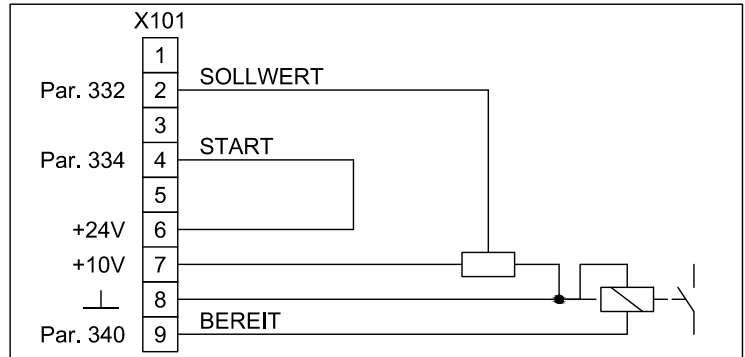 X101
1
Par. 332 2 SOLLWERT
3
Par. 334 4 START
5
+24V 6
+10V 7
8
Par. 340 9 BEREIT